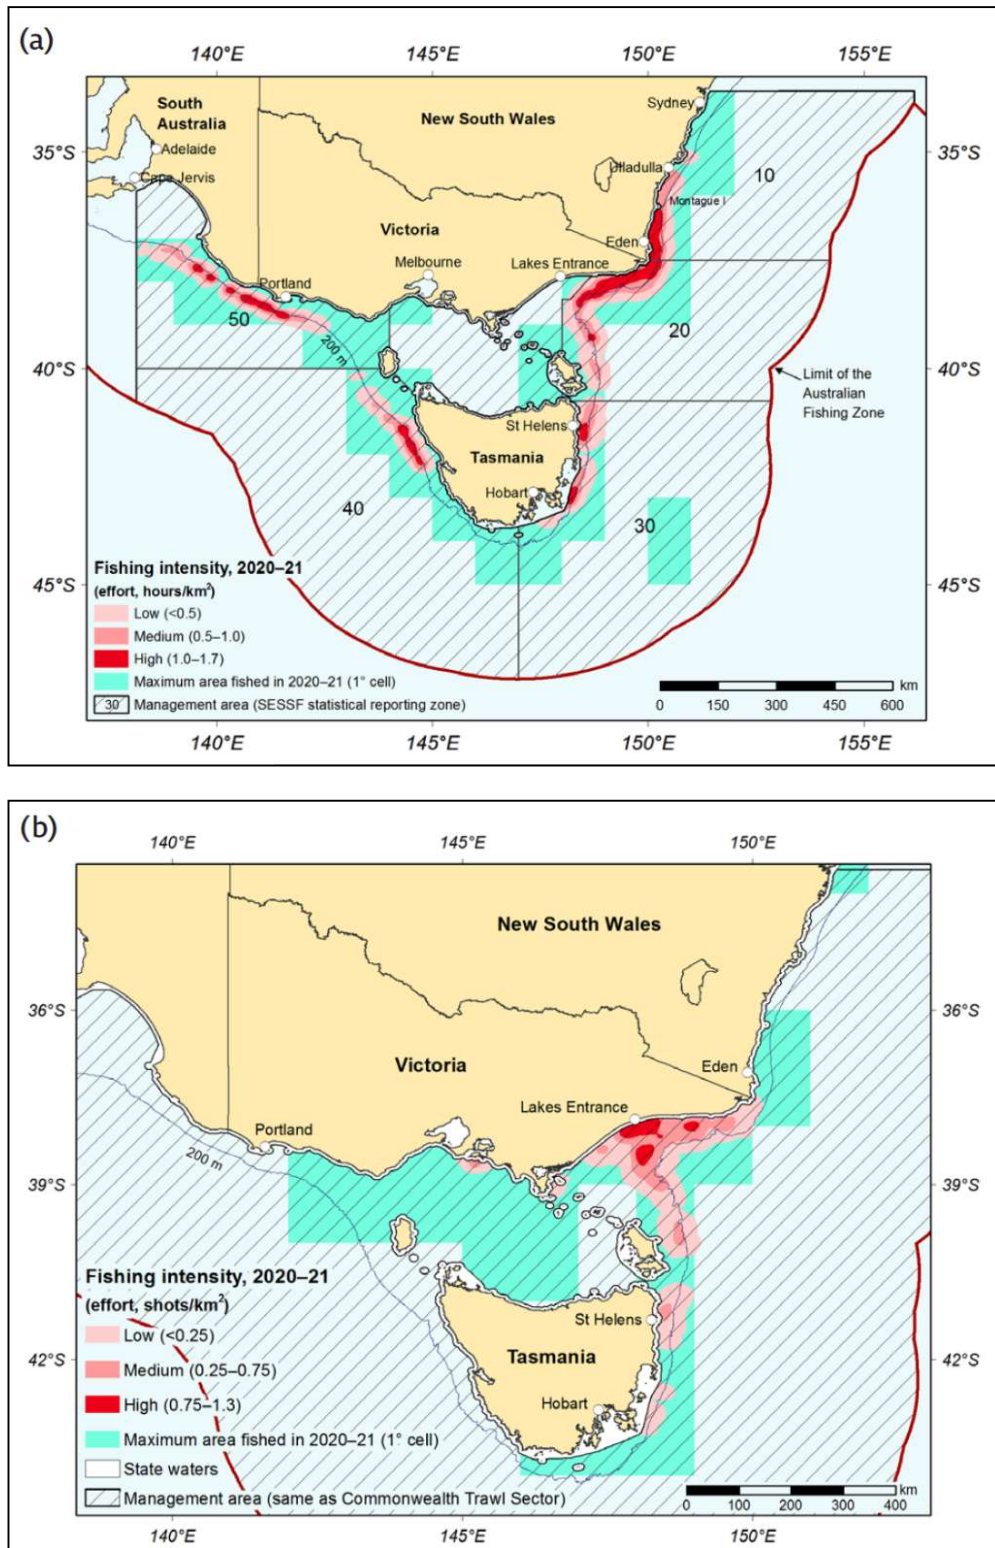 (a)
140°E 145°E 150°E 155°E
South
Australia
New South Wales
Sydney
35°S
Adelaide
Cape Jervis
Ulladulla
10
35°S
Montague I
Victoria
Eden
Melbourne
Lakes Entrance
Portland
50
200 m
20
40°S
Limit of the
Australian
Fishing Zone
40°S
St Helens
Tasmania
Hobart
40
30
45°S
45°S
Fishing intensity, 2020–21
(effort, hours/km²)
Low (<0.5)
Medium (0.5–1.0)
High (1.0–1.7)
Maximum area fished in 2020–21 (1° cell)
30 Management area (SESSF statistical reporting zone)
km
0 150 300 450 600
140°E 145°E 150°E 155°E
(b)
140°E 145°E 150°E
New South Wales
36°S 36°S
Victoria
Eden
Lakes Entrance
Portland
200 m
39°S 39°S
Fishing intensity, 2020–21
(effort, shots/km²)
St Helens
Low (<0.25)
Tasmania
42°S
Medium (0.25–0.75)
Hobart
High (0.75–1.3)
Maximum area fished in 2020–21 (1° cell)
State waters
Management area (same as Commonwealth Trawl Sector)
km
0 100 200 300 400
140°E 145°E 150°E